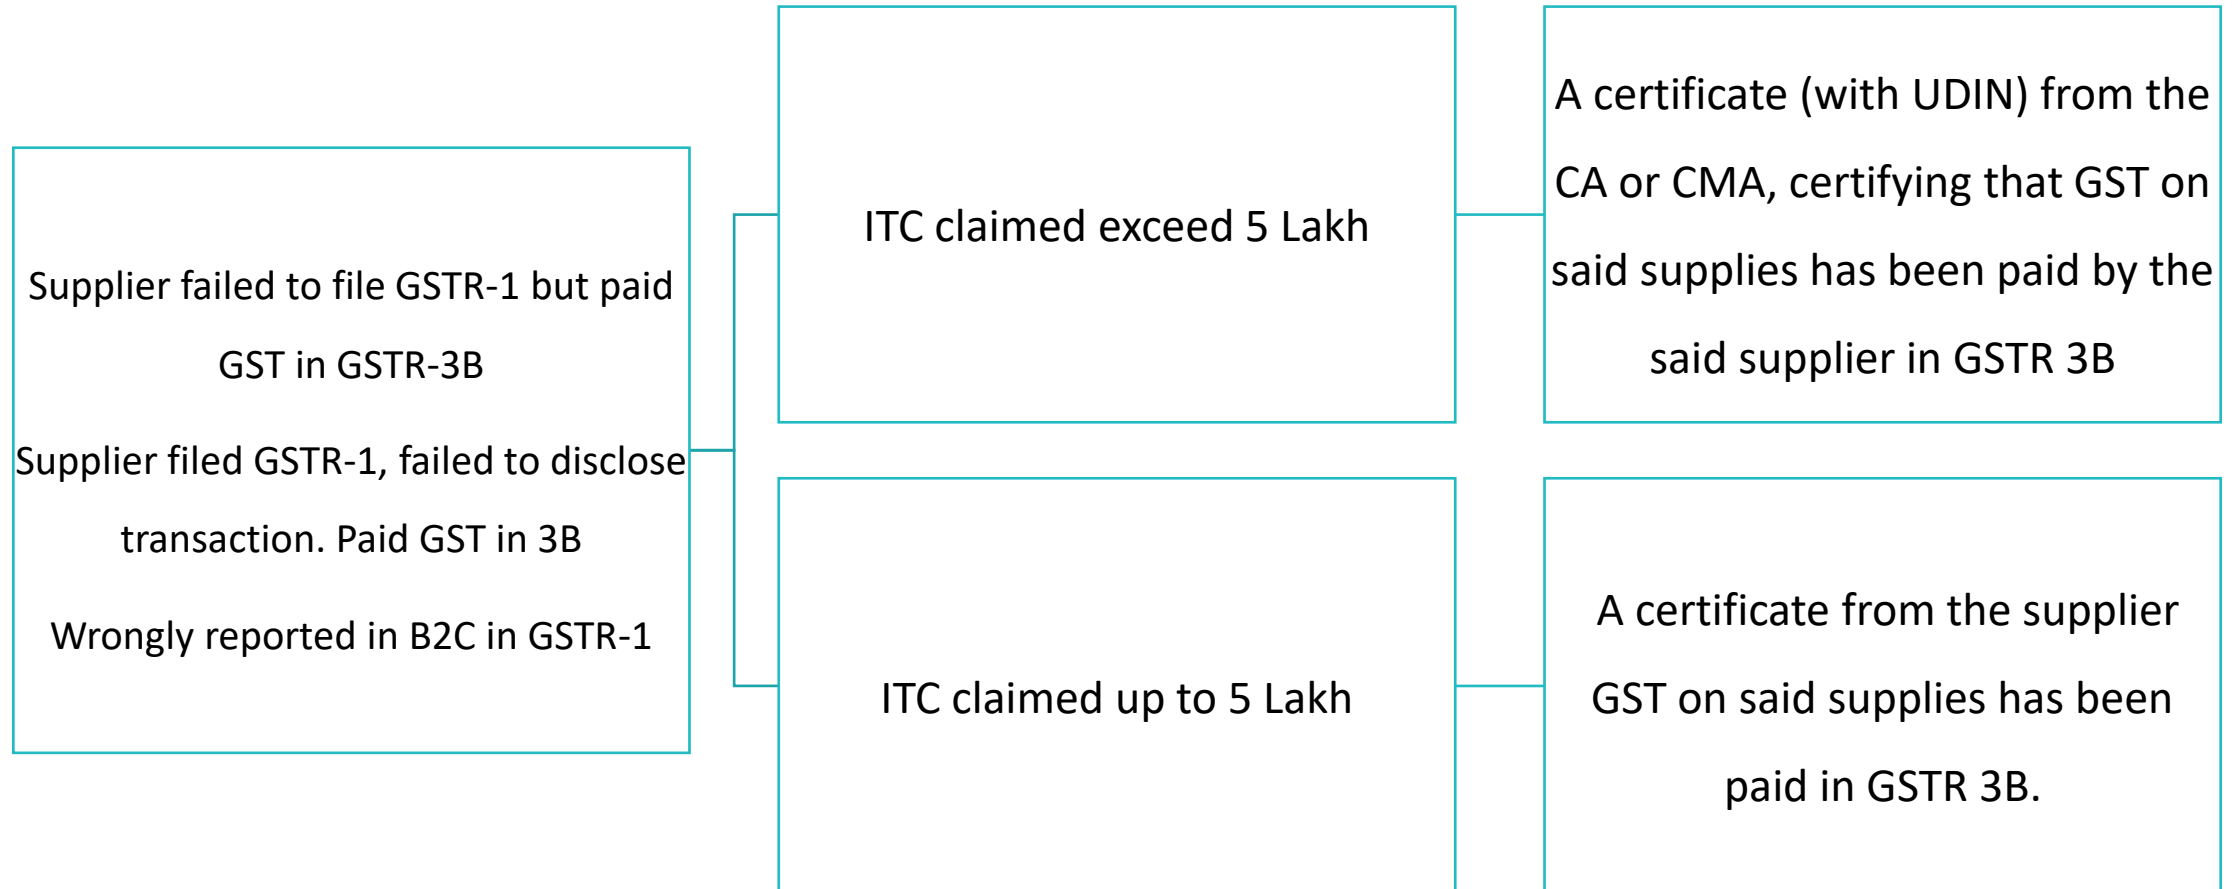 Supplier failed to file GSTR-1 but paid
GST in GSTR-3B
Supplier filed GSTR-1, failed to disclose
transaction. Paid GST in 3B
Wrongly reported in B2C in GSTR-1
ITC claimed exceed 5 Lakh
A certificate (with UDIN) from the
CA or CMA, certifying that GST on
said supplies has been paid by the
said supplier in GSTR 3B
ITC claimed up to 5 Lakh
A certificate from the supplier
GST on said supplies has been
paid in GSTR 3B.